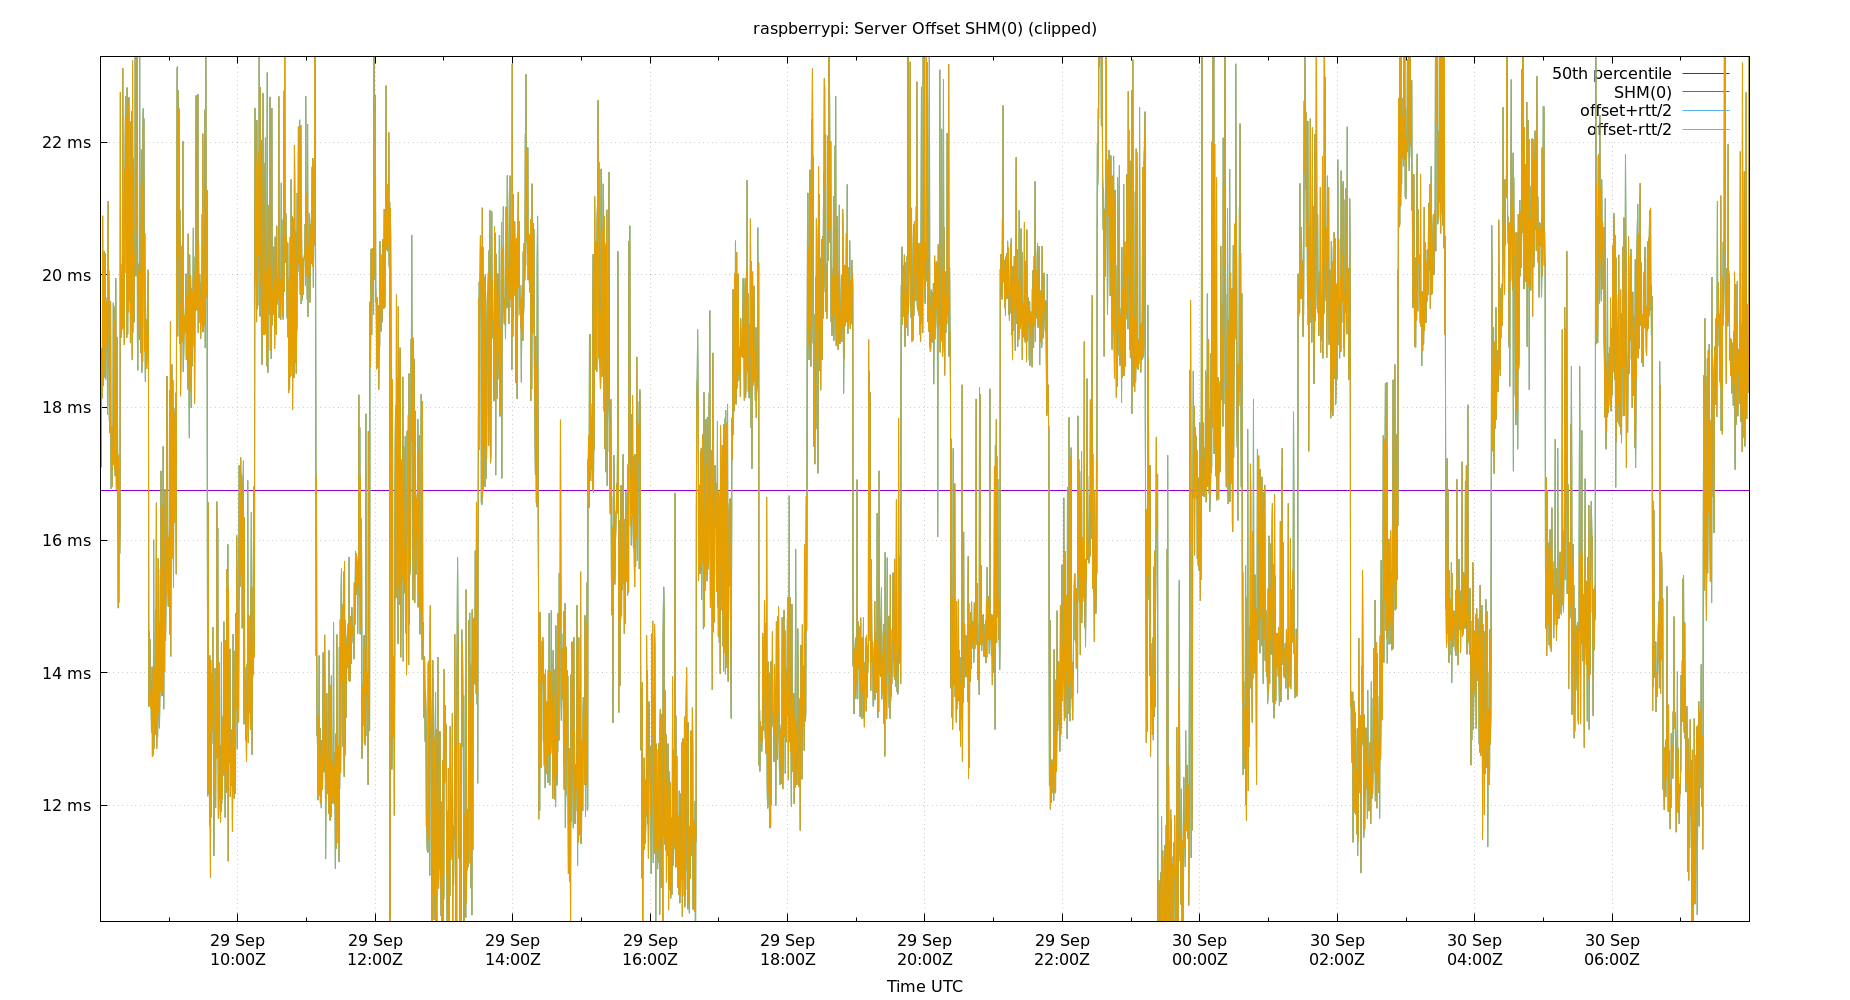 raspberrypi: Server Offset SHM(0) (clipped)
50th percentile
SHM(0)
offset+rtt/2
offset-rtt/2
22 ms
20 ms
18 ms
16 ms
14 ms
12 ms
29 Sep 29 Sep 29 Sep 29 Sep 29 Sep 29 Sep 29 Sep 30 Sep 30 Sep 30 Sep 30 Sep
10:00Z 12:00Z 14:00Z 16:00Z 18:00Z 20:00Z 22:00Z 00:00Z 02:00Z 04:00Z 06:00Z
Time UTC